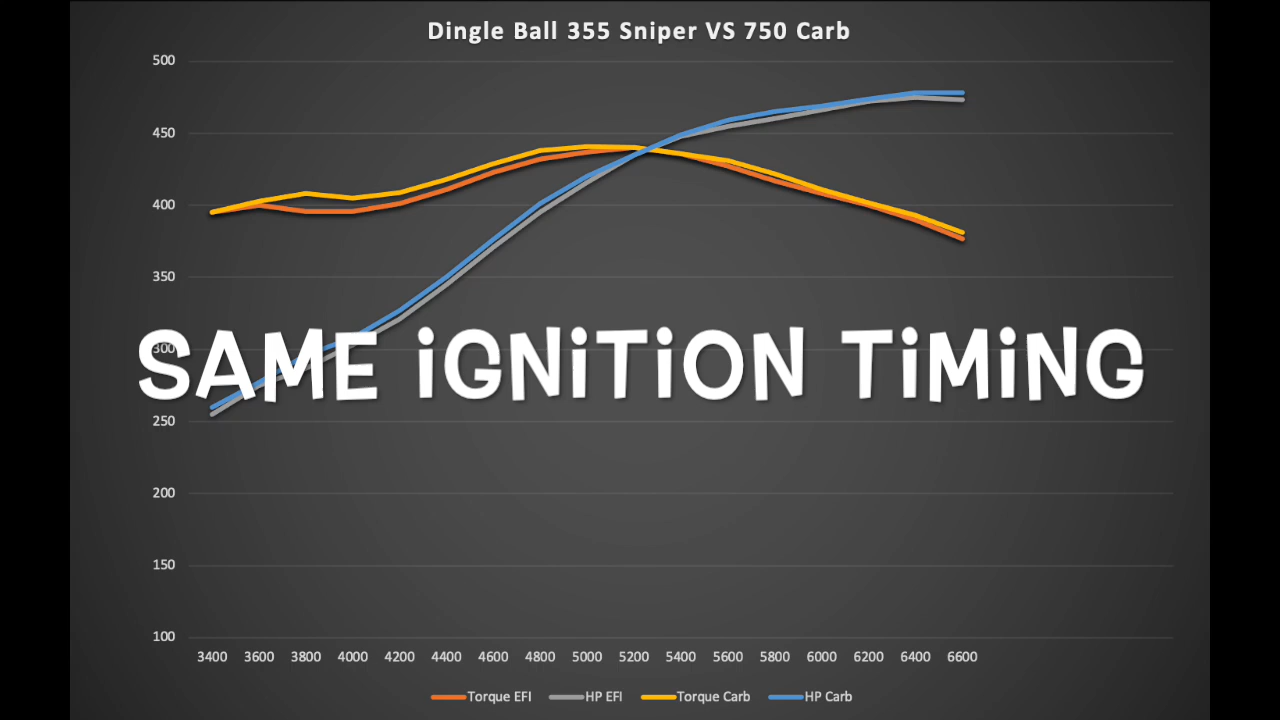 Dingle Ball 355 Sniper VS 750 Carb
500
450
400
350
300
SAME iGNiTiON TiMiNG
250
200
150
100
3400 3600 3800 4000 4200 4400 4600 4800 5000 5200 5400 5600 5800 6000 6200 6400 6600
Torque EFI HP EFI Torque Carb HP Carb